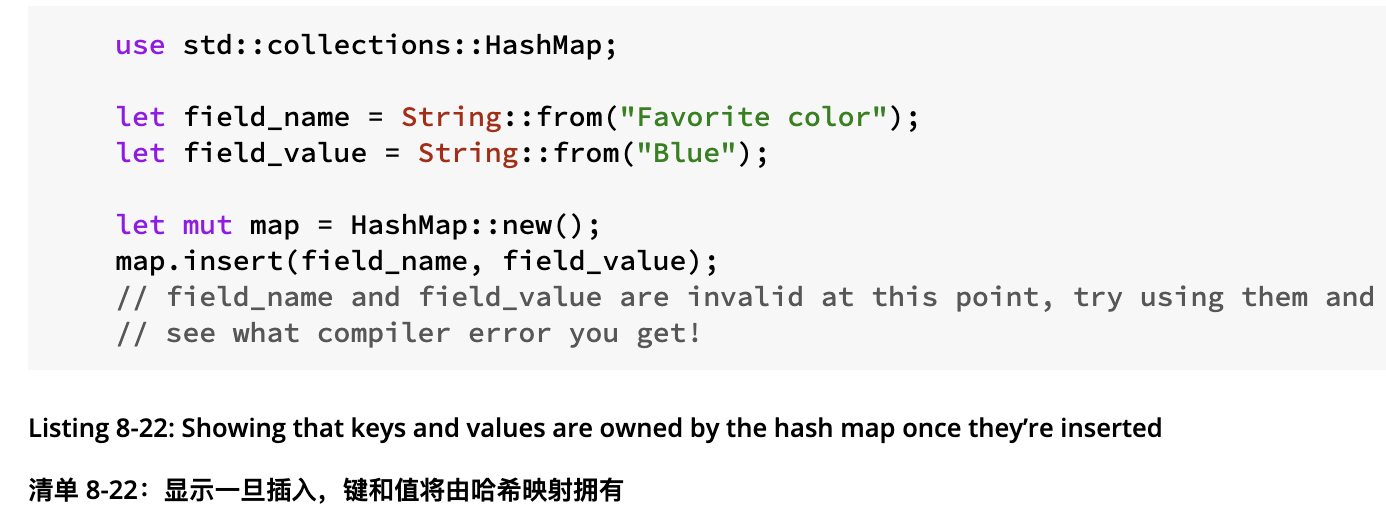 use std::collections::HashMap;
let field_name = String::from("Favorite color");
let field_value = String::from("Blue");
let mut map = HashMap::new();
map.insert(field_name, field_value);
// field_name and field_value are invalid at this point, try using them and
// see what compiler error you get!
Listing 8-22: Showing that keys and values are owned by the hash map once they’re inserted
清单 8-22：显示一旦插入，键和值将由哈希映射拥有